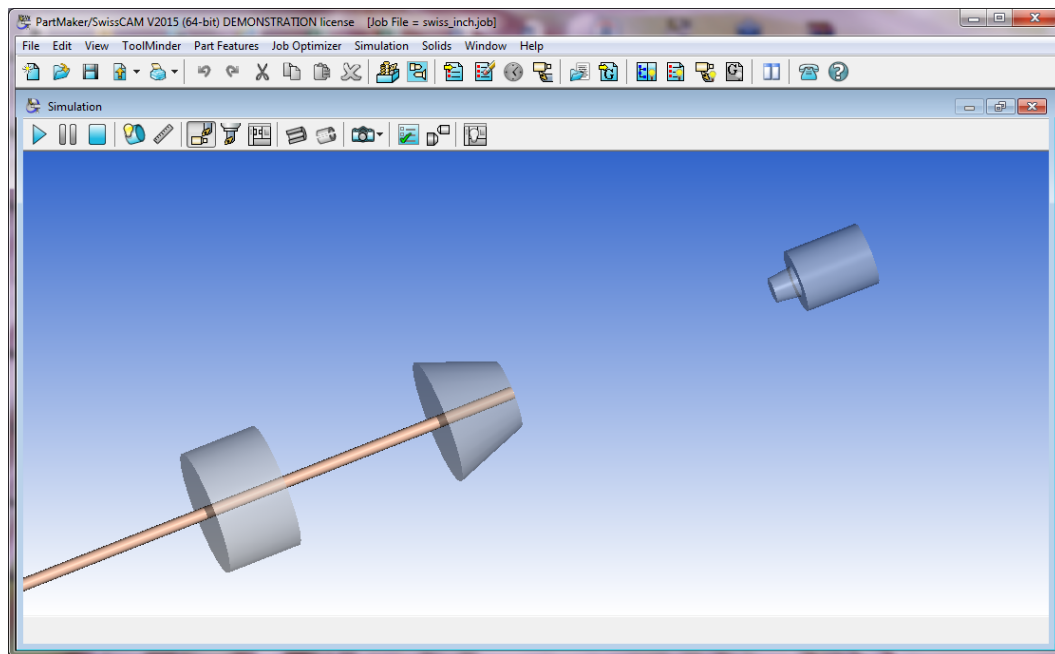 PartMaker/SwissCAM V2015 (64-bit) DEMONSTRATION license [Job File = swiss_inch.job]
File Edit View ToolMinder Part Features Job Optimizer Simulation Solids Window Help
Simulation